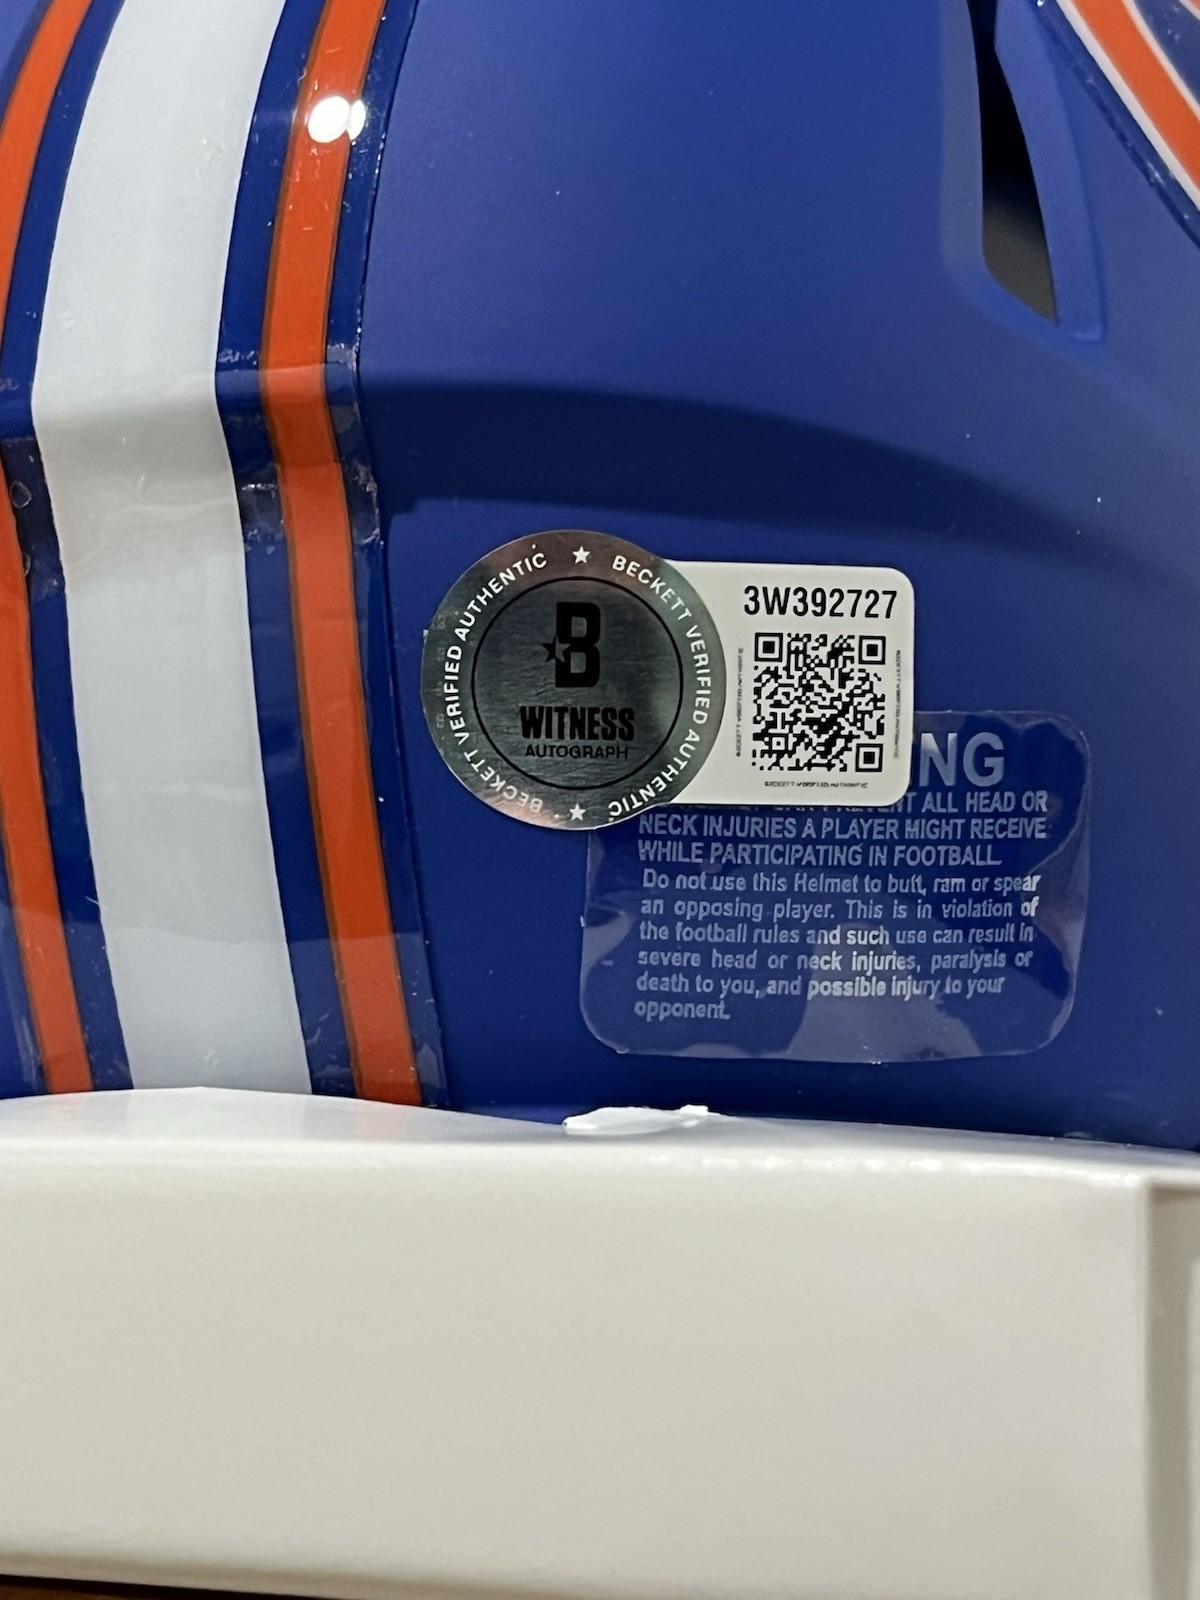 BECKETT VERIFIED AUTHENTIC ★ BECKETT VERIFIED AUTHENTIC ★
B
WITNESS
AUTOGRAPH
3W392727
BECKETT VERIFIED AUTHENTIC
NG
ALL HEAD OR
NECK INJURIES A PLAYER MIGHT RECEIVE
WHILE PARTICIPATING IN FOOTBALL.
Do not use this Helmet to butt, ram or spear
an opposing player. This is in violation of
the football rules and such use can result in
severe head or neck injuries, paralysis or
death to you, and possible injury to your
opponent.